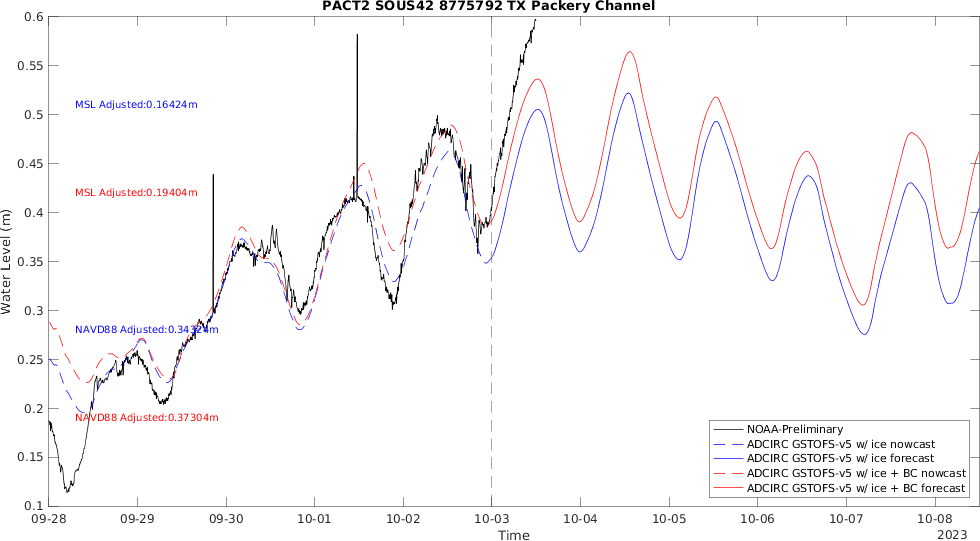 PACT2 SOUS42 8775792 TX Packery Channel
0.6
0.55
0.5
0.45
0.4
0.35
0.3
0.25
0.2
0.15
0.1
Water Level (m)
MSL Adjusted:0.16424m
MSL Adjusted:0.19404m
NAVD88 Adjusted:0.34324m
NAVD88 Adjusted:0.37304m
NOAA-Preliminary
ADCIRC GSTOFS-v5 w/ ice nowcast
ADCIRC GSTOFS-v5 w/ ice forecast
ADCIRC GSTOFS-v5 w/ ice + BC nowcast
ADCIRC GSTOFS-v5 w/ ice + BC forecast
09-28 09-29 09-30 10-01 10-02 10-03 10-04 10-05 10-06 10-07 10-08
Time
2023